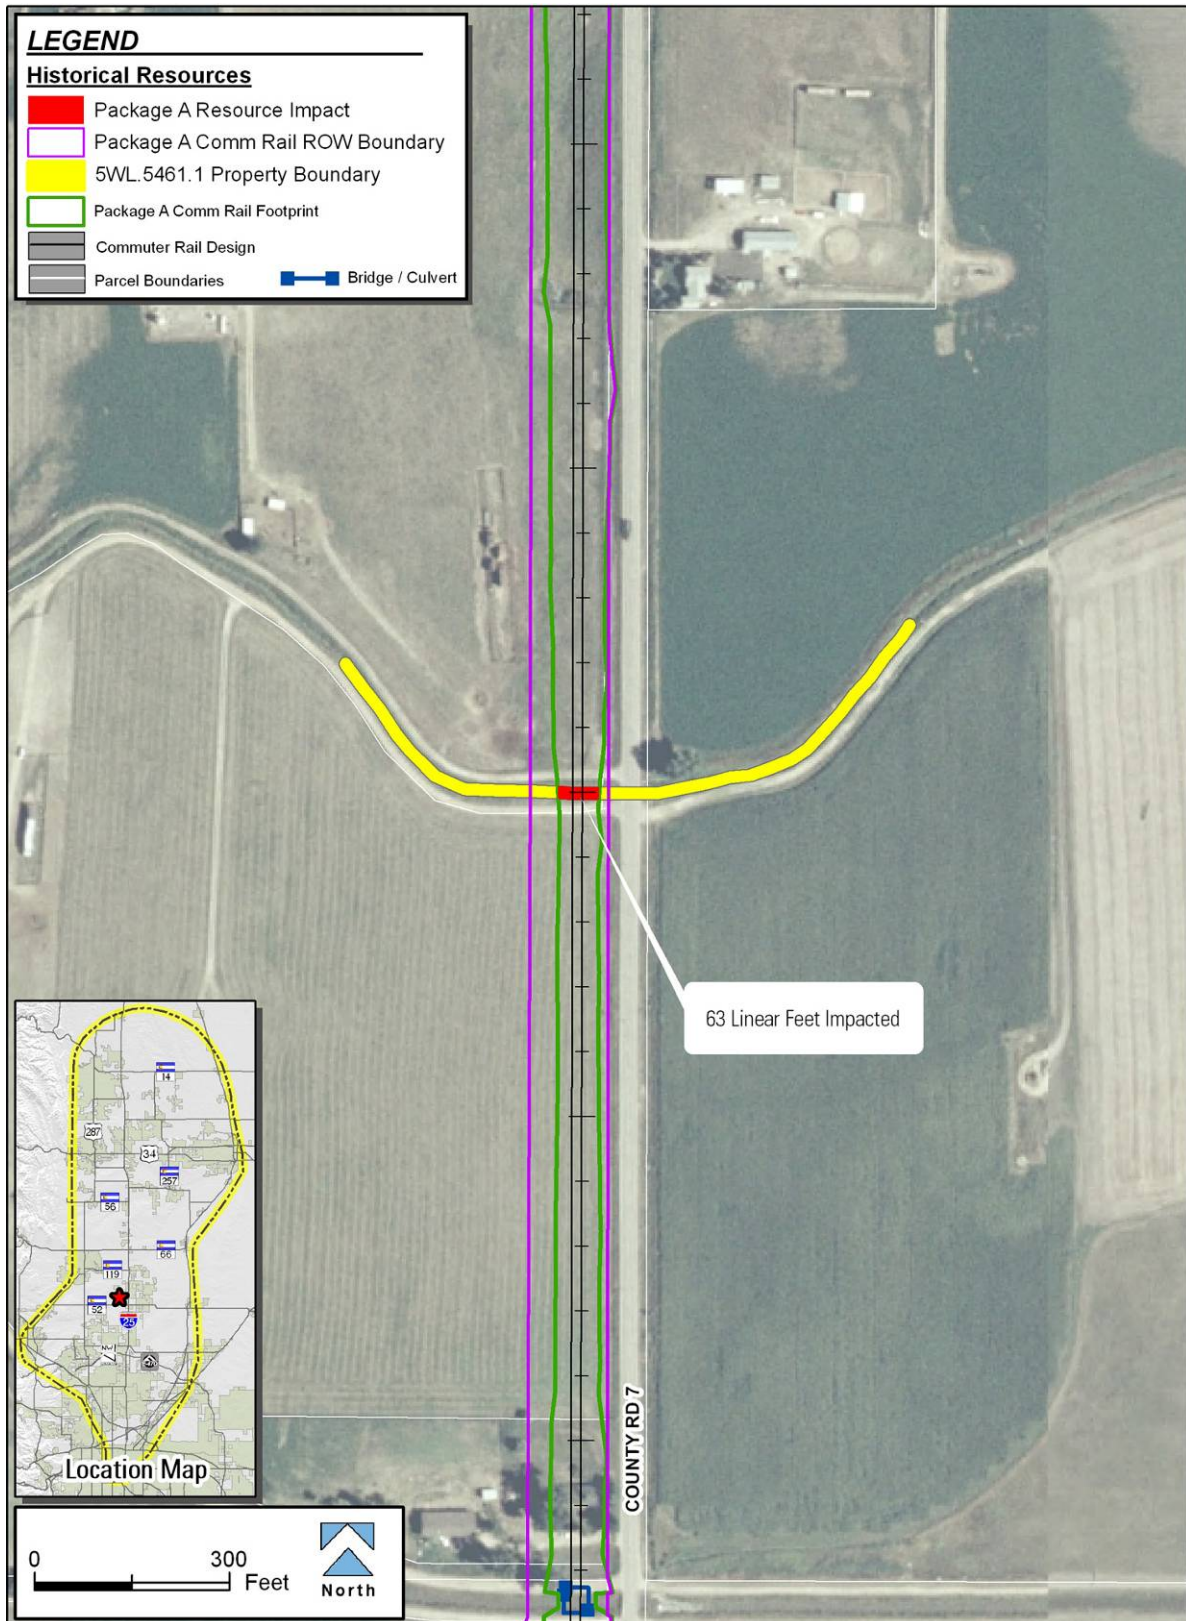 LEGEND
Historical Resources
Package A Resource Impact
Package A Comm Rail ROW Boundary
5WL.5461.1 Property Boundary
Package A Comm Rail Footprint
Commuter Rail Design
Parcel Boundaries
Bridge / Culvert
63 Linear Feet Impacted
COUNTY RD 7
14
287
34
257
56
66
119
52
25
Location Map
0 300
Feet
North